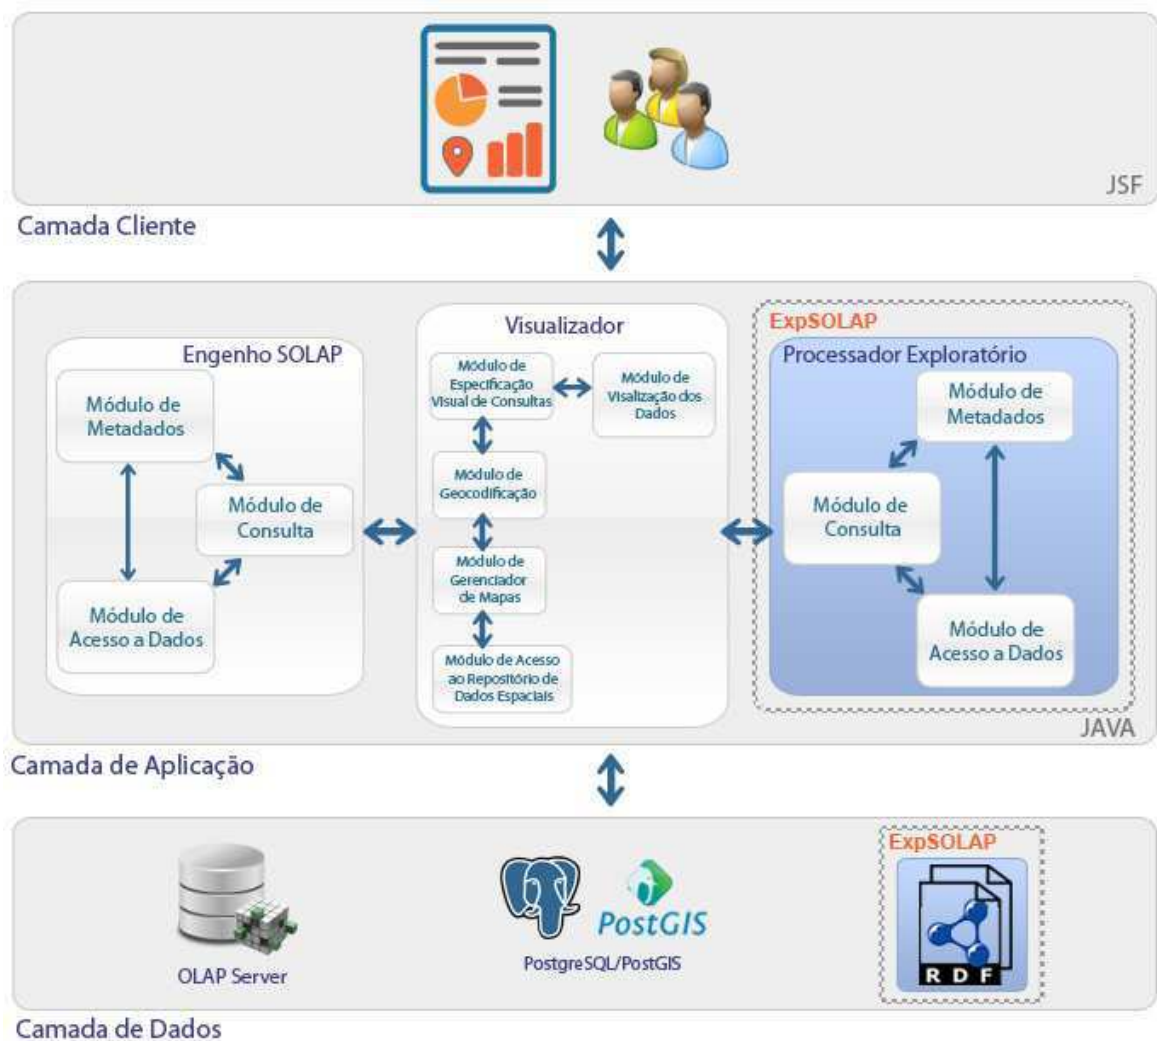 JSF
Camada Cliente
Engenho SOLAP
Módulo de
Metadados
Módulo de
Consulta
Módulo de
Acesso a Dados
Visualizador
Módulo de
Especificação
Visual de Consultas
Módulo de
Visalização dos
Dados
Módulo de
Geocodificação
Módulo de
Gerenciador
de Mapas
Módulo de Acesso
ao Repositório de
Dados Espaciais
ExpSOLAP
Processador Exploratório
Módulo de
Metadados
Módulo de
Consulta
Módulo de
Acesso a Dados
JAVA
Camada de Aplicação
OLAP Server
PostGIS
PostgreSQL/PostGIS
ExpSOLAP
RDF
Camada de Dados